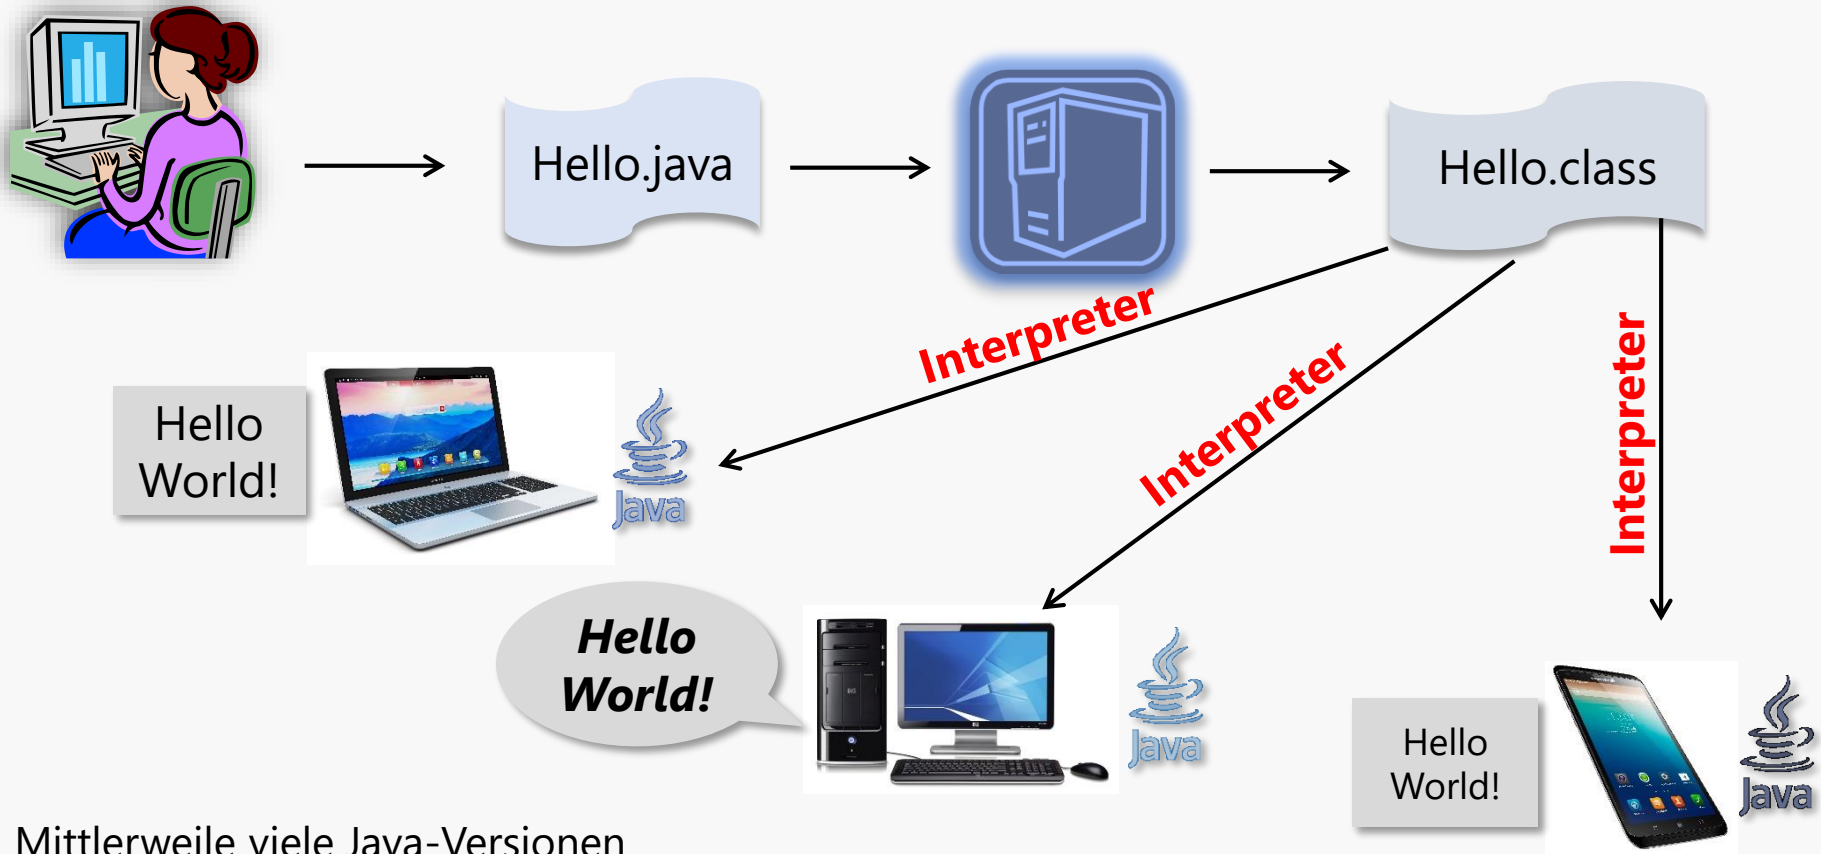 Hello.java
Hello.class
Interpreter
Interpreter
Interpreter
Hello
World!
Java
Hello
World!
Java
Hello
World!
Java
Mittlerweile viele Java-Versionen